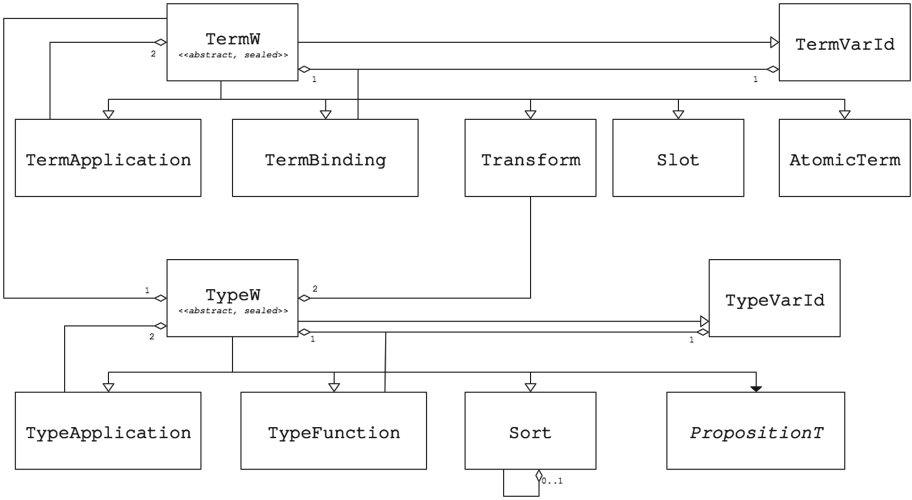 TermW
<<abstract, sealed>>
TermVarId
2
1
1
TermApplication
TermBinding
Transform
Slot
AtomicTerm
TypeW
<<abstract, sealed>>
TypeVarId
1
2
2
1
1
TypeApplication
TypeFunction
Sort
PropositionT
0..1